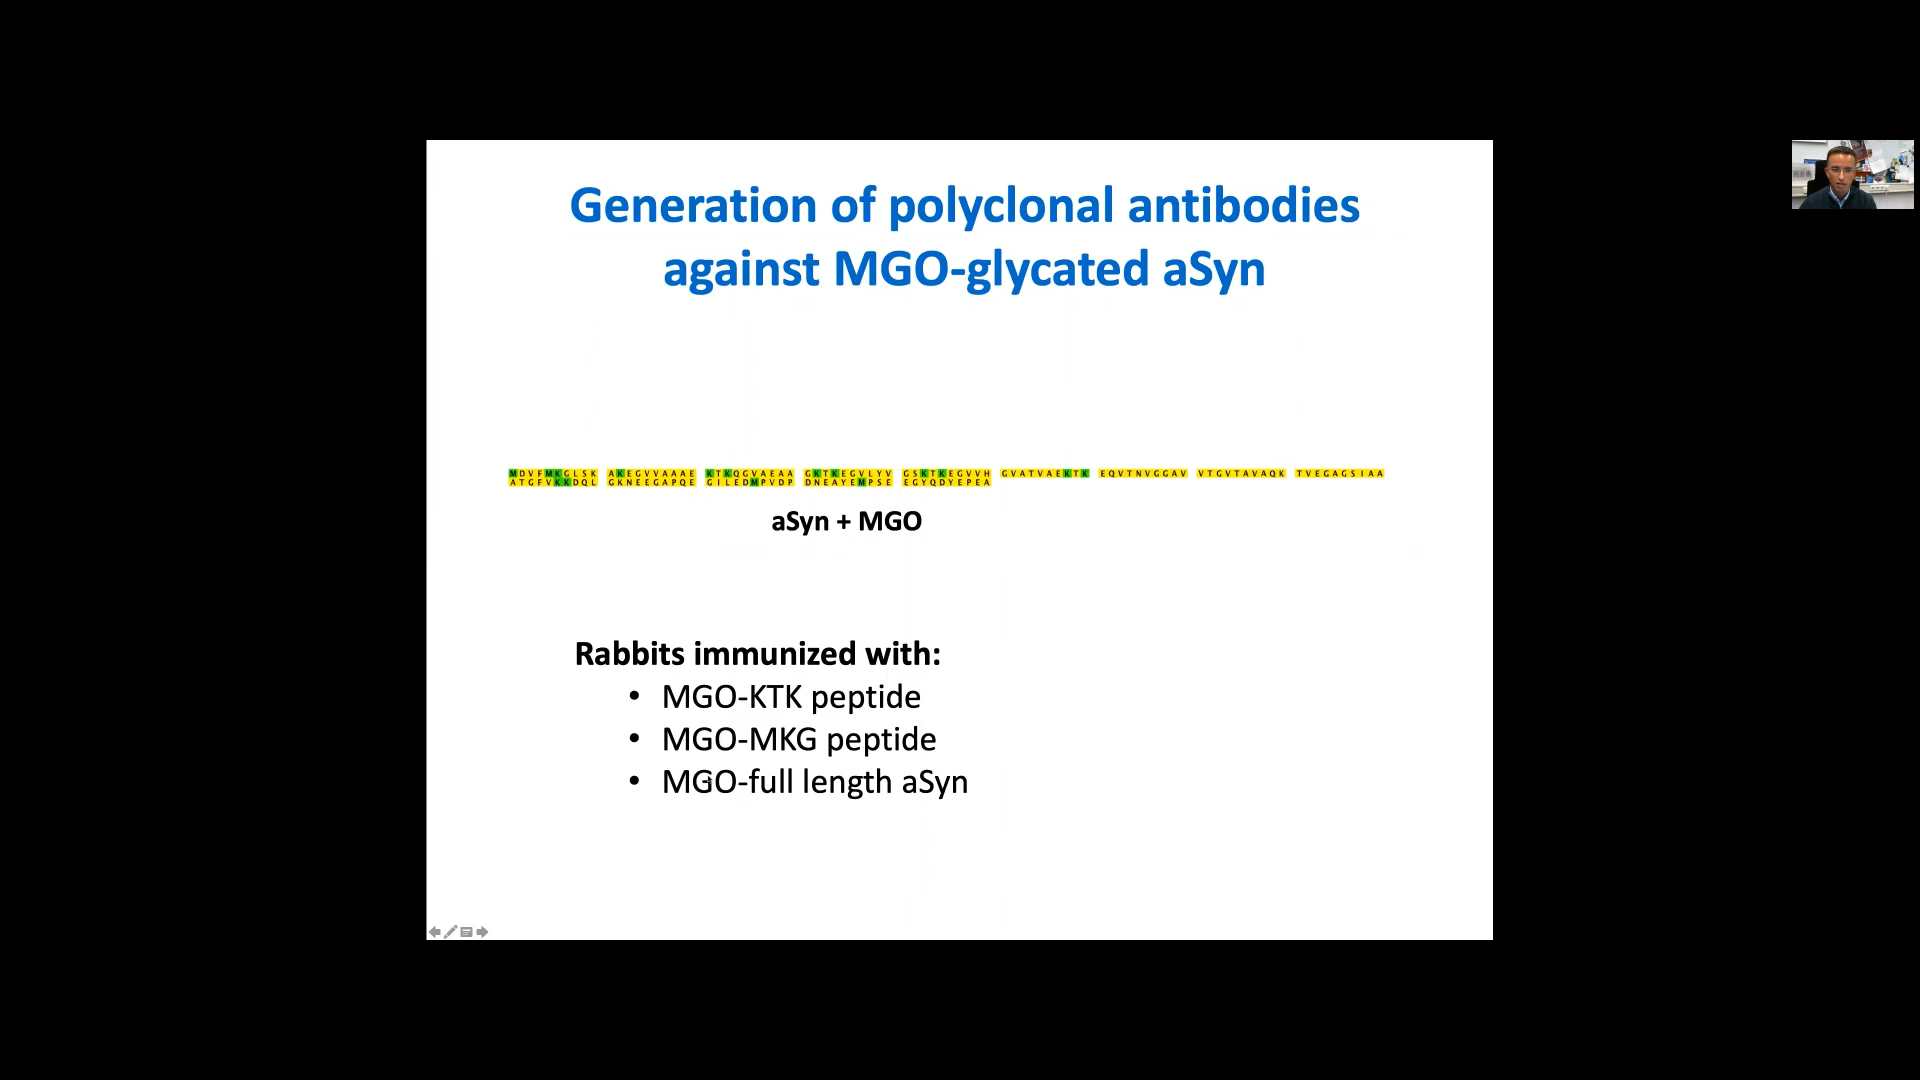 Generation of polyclonal antibodies
against MGO-glycated aSyn
MDVFMKGLSK AKEGVVAAAE KTKQGVAEAA GKTKEGVLYV GSKTKEGVVH GVATVAEKTK EQVTNVGGAV VTGVTAVAQK TVEGAGSIAA
ATGFVKKDQL GKNEEGAPQE GILEDMPVDP DNEAYEMPSE EGYQDYEPEA
aSyn + MGO
Rabbits immunized with:
• MGO-KTK peptide
• MGO-MKG peptide
• MGO-full length aSyn